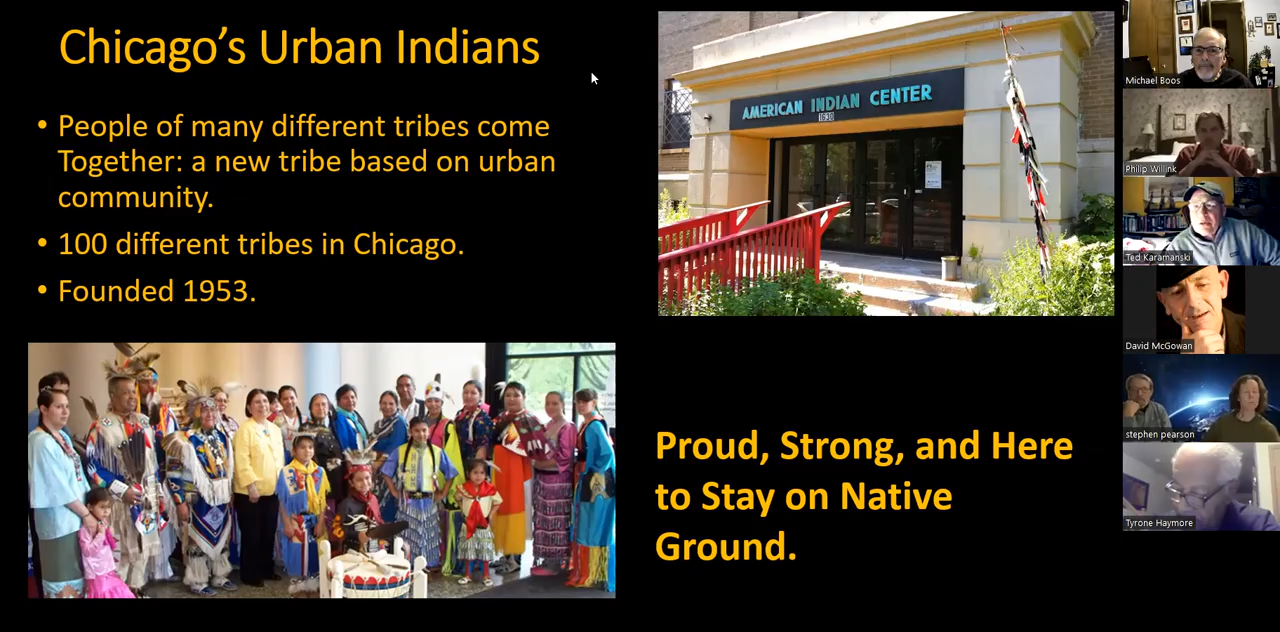 Chicago's Urban Indians
• People of many different tribes come
Together: a new tribe based on urban
community.
• 100 different tribes in Chicago.
• Founded 1953.
AMERICAN INDIAN CENTER
1630
Proud, Strong, and Here
to Stay on Native
Ground.
Michael Boos
Philip Willink
Ted Karamanski
David McGowan
stephen pearson
Tyrone Haymore